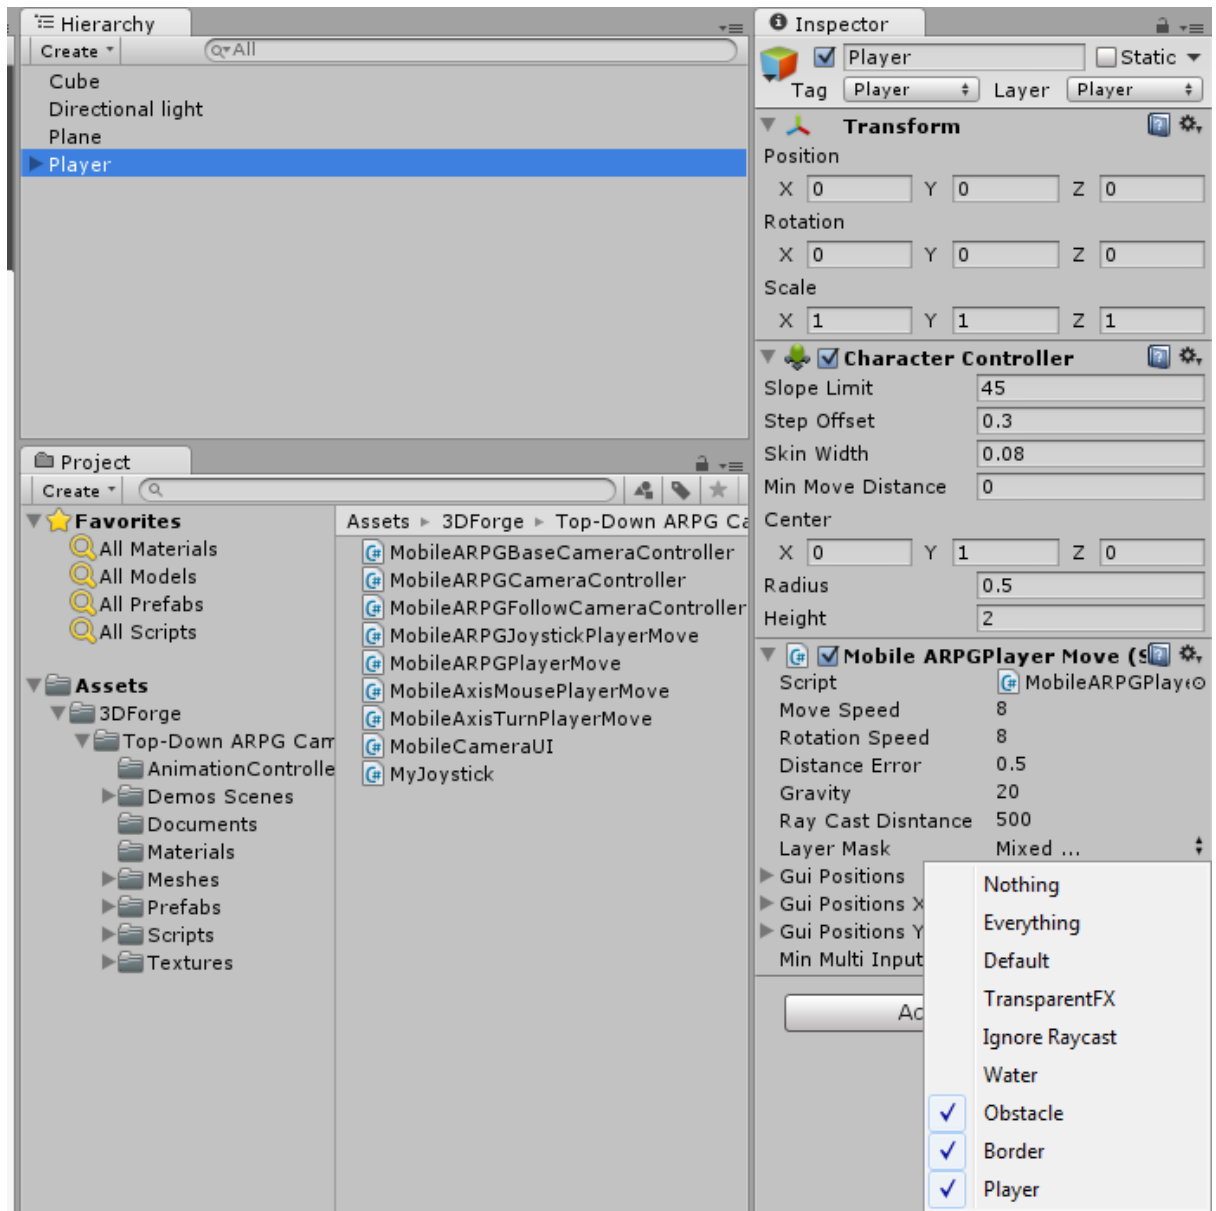 Hierarchy
Create
All
Cube
Directional light
Plane
Player
Project
Create
Favorites
All Materials
All Models
All Prefabs
All Scripts
Assets
3DForge
Top-Down ARPG Cam
AnimationControlle
Demos Scenes
Documents
Materials
Meshes
Prefabs
Scripts
Textures
Assets 3DForge Top-Down ARPG Ca
MobileARPGBaseCameraController
MobileARPGCameraController
MobileARPGFollowCameraController
MobileARPGJoystickPlayerMove
MobileARPGPlayerMove
MobileAxisMousePlayerMove
MobileAxisTurnPlayerMove
MobileCameraUI
MyJoystick
Inspector
Player Static
Tag Player Layer Player
Transform
Position
X 0 Y 0 Z 0
Rotation
X 0 Y 0 Z 0
Scale
X 1 Y 1 Z 1
Character Controller
Slope Limit 45
Step Offset 0.3
Skin Width 0.08
Min Move Distance 0
Center
X 0 Y 1 Z 0
Radius 0.5
Height 2
Mobile ARPGPlayer Move (S
Script MobileARPGPlay
Move Speed 8
Rotation Speed 8
Distance Error 0.5
Gravity 20
Ray Cast Disntance 500
Layer Mask Mixed ...
Gui Positions
Gui Positions X
Gui Positions Y
Min Multi Input
Ad
Nothing
Everything
Default
TransparentFX
Ignore Raycast
Water
Obstacle
Border
Player